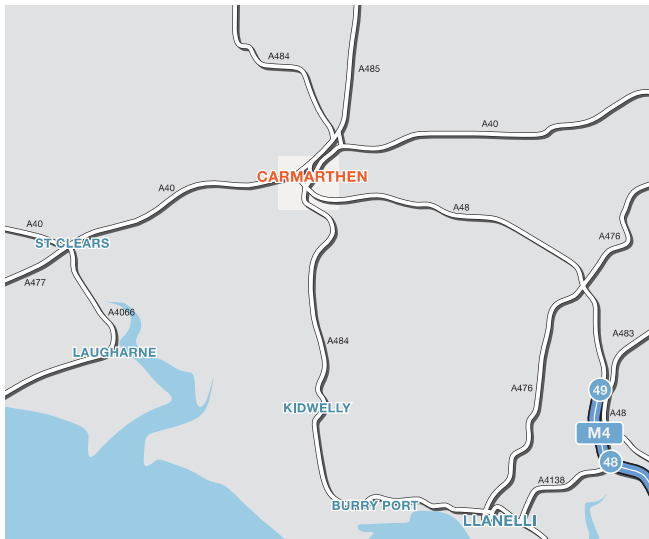 A484
A485
A40
CARMARTHEN
A40
A48
A40
ST CLEARS
A476
A477
A4066
A483
A484
LAUGHARNE
A476
49
KIDWELLY
A48
M4
48
A4138
BURRY PORT
LLANELLI